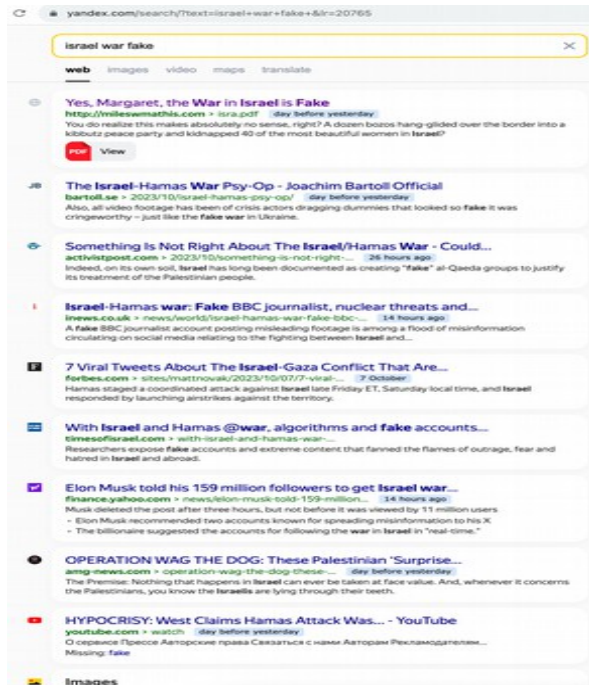 yandex.com/search/?text=israel+war+fake+&lr=20765
israel war fake
web images video maps translate
Yes, Margaret, the War in Israel is Fake
http://mileswmathis.com › isra.pdf day before yesterday
You do realize this makes absolutely no sense, right? A dozen bozos hang-glided over the border into a
kibbutz peace party and kidnapped 40 of the most beautiful women in Israel?
PDF View
The Israel-Hamas War Psy-Op - Joachim Bartoll Official
bartoll.se › 2023/10/israel-hamas-psy-op/ day before yesterday
Also, all video footage has been of crisis actors dragging dummies that looked so fake it was
cringeworthy – just like the fake war in Ukraine.
Something Is Not Right About The Israel/Hamas War - Could...
activistpost.com › 2023/10/something-is-not-right-... 26 hours ago
Indeed, on its own soil, Israel has long been documented as creating "fake" al-Qaeda groups to justify
its treatment of the Palestinian people.
Israel-Hamas war: Fake BBC journalist, nuclear threats and...
inews.co.uk › news/world/israel-hamas-war-fake-bbc-... 14 hours ago
A fake BBC journalist account posting misleading footage is among a flood of misinformation
circulating on social media relating to the fighting between Israel and...
7 Viral Tweets About The Israel-Gaza Conflict That Are...
forbes.com › sites/mattnovak/2023/10/07/7-viral-... 7 October
Hamas staged a coordinated attack against Israel late Friday ET, Saturday local time, and Israel
responded by launching airstrikes against the territory.
With Israel and Hamas @war, algorithms and fake accounts...
timesofisrael.com › with-israel-and-hamas-war-...
Researchers expose fake accounts and extreme content that fanned the flames of outrage, fear and
hatred in Israel and abroad.
Elon Musk told his 159 million followers to get Israel war...
finance.yahoo.com › news/elon-musk-told-159-million... 14 hours ago
Musk deleted the post after three hours, but not before it was viewed by 11 million users
- Elon Musk recommended two accounts known for spreading misinformation to his X
- The billionaire suggested the accounts for following the war in Israel in "real-time."
OPERATION WAG THE DOG: These Palestinian 'Surprise...
amg-news.com › operation-wag-the-dog-these-... day before yesterday
The Premise: Nothing that happens in Israel can ever be taken at face value. And, whenever it concerns
the Palestinians, you know the Israelis are lying through their teeth.
HYPOCRISY: West Claims Hamas Attack Was... - YouTube
youtube.com › watch day before yesterday
О сервисе Прессе Авторские права Связаться с нами Авторам Рекламодателям...
Missing: fake
Images